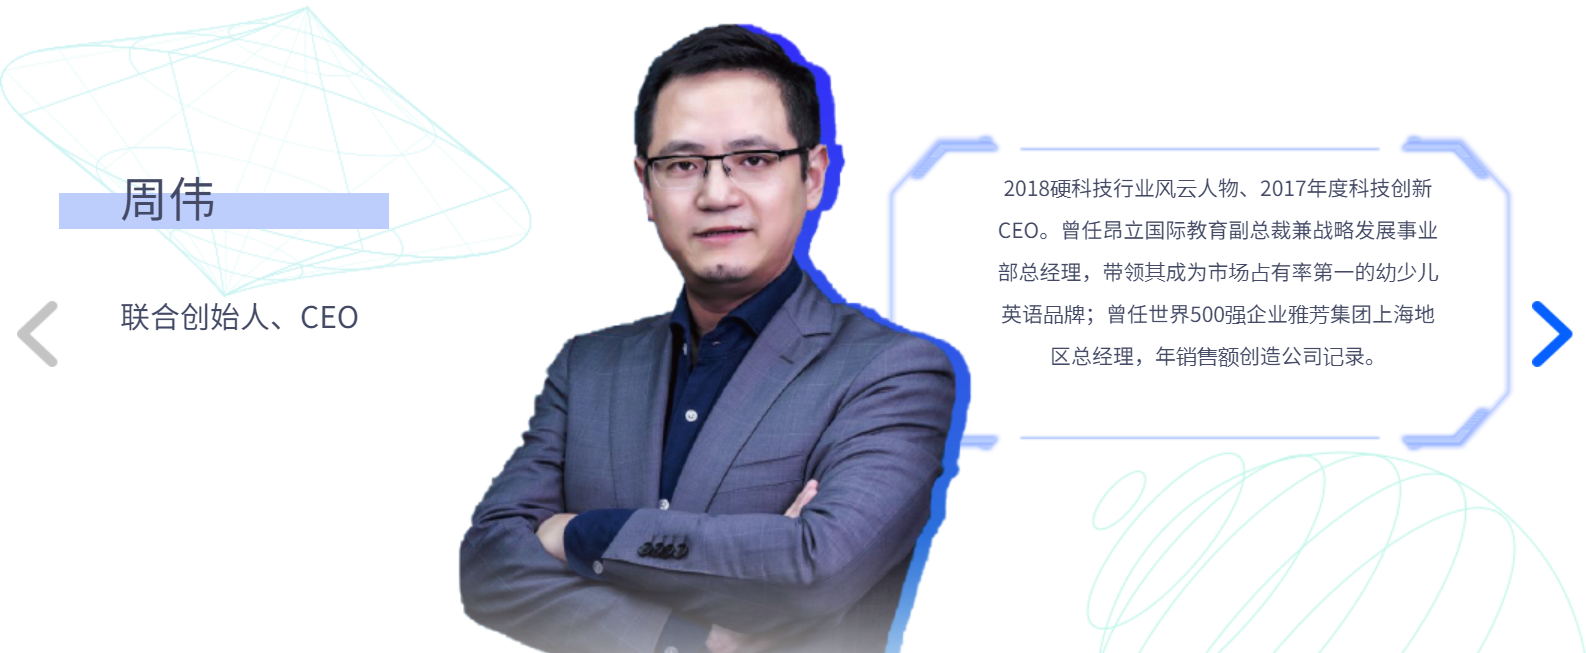 周伟
联合创始人、CEO
2018硬科技行业风云人物、2017年度科技创新
CEO。曾任昂立国际教育副总裁兼战略发展事业
部总经理，带领其成为市场占有率第一的幼少儿
英语品牌；曾任世界500强企业雅芳集团上海地
区总经理，年销售额创造公司记录。